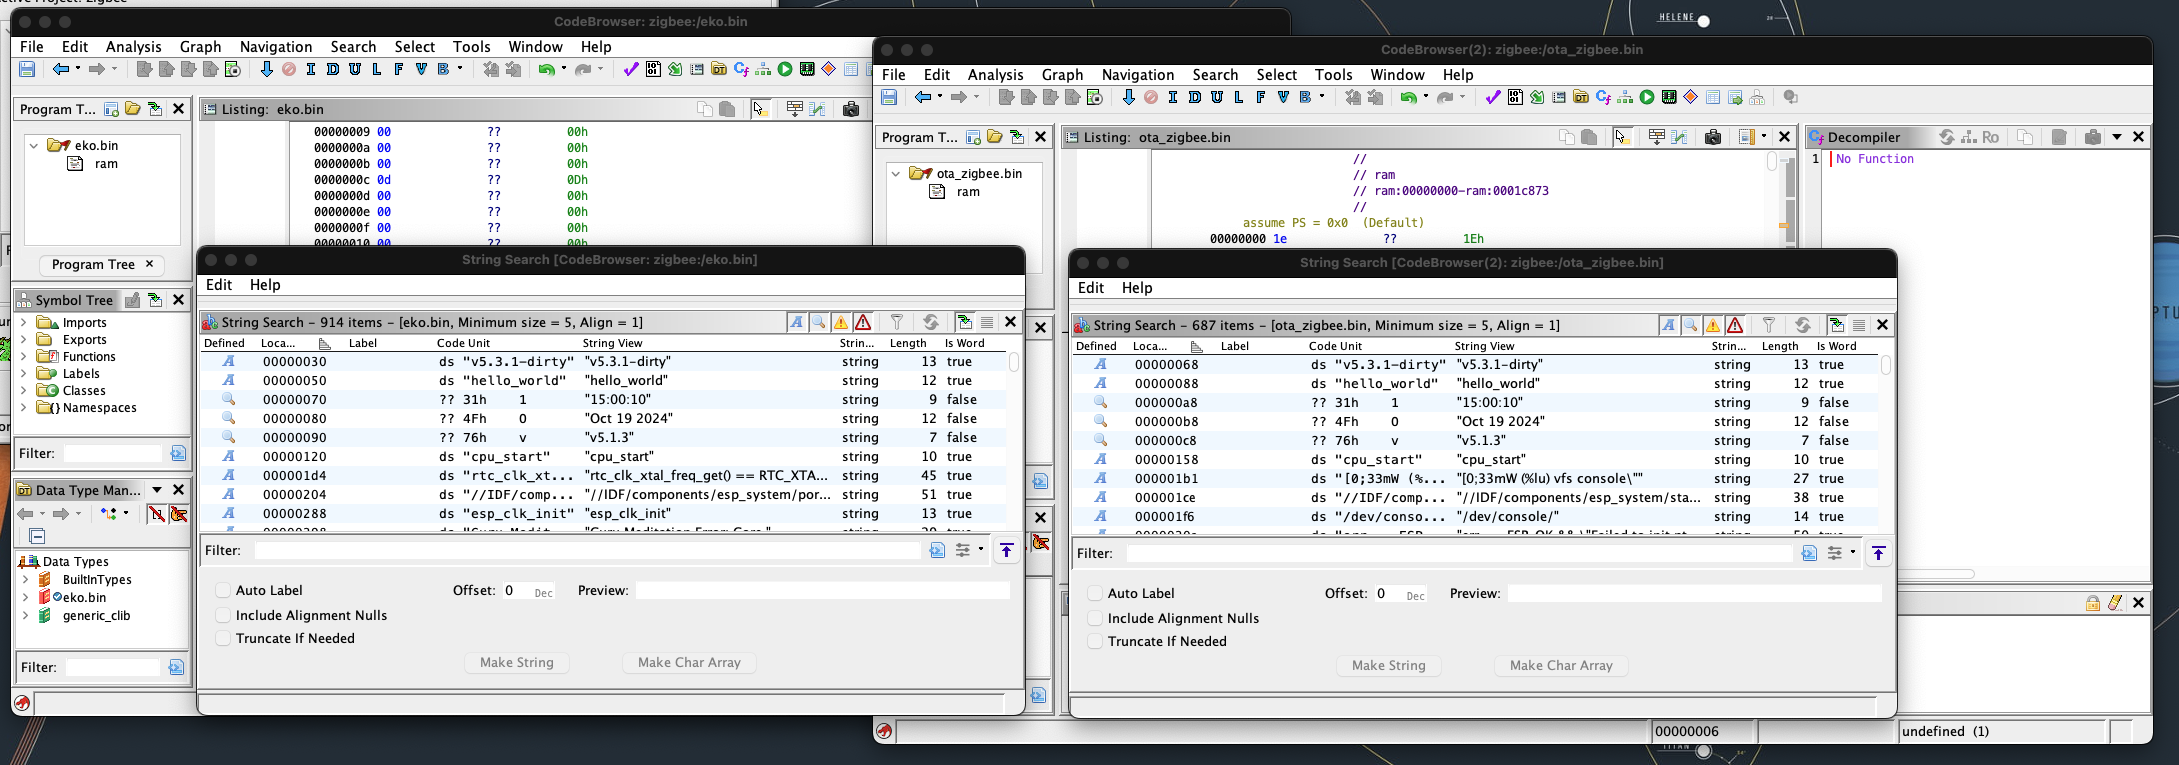 Active Project: zigbee
CodeBrowser: zigbee:/eko.bin
File Edit Analysis Graph Navigation Search Select Tools Window Help
I D U L F V B
Program T...
eko.bin
ram
Program Tree ×
Listing: eko.bin
00000009 00 ?? 00h
0000000a 00 ?? 00h
0000000b 00 ?? 00h
0000000c 0d ?? 0Dh
0000000d 00 ?? 00h
0000000e 00 ?? 00h
0000000f 00 ?? 00h
00000010 00 ?? 00h
Symbol Tree
Imports
Exports
Functions
Labels
Classes
Namespaces
Filter:
Data Type Man...
Data Types
BuiltInTypes
eko.bin
generic_clib
Filter:
String Search [CodeBrowser: zigbee:/eko.bin]
Edit Help
String Search - 914 items - [eko.bin, Minimum size = 5, Align = 1]
Defined Loca... Label Code Unit String View Strin... Length Is Word
00000030 ds "v5.3.1-dirty" "v5.3.1-dirty" string 13 true
00000050 ds "hello_world" "hello_world" string 12 true
00000070 ?? 31h 1 "15:00:10" string 9 false
00000080 ?? 4Fh O "Oct 19 2024" string 12 false
00000090 ?? 76h v "v5.1.3" string 7 false
00000120 ds "cpu_start" "cpu_start" string 10 true
000001d4 ds "rtc_clk_xt... "rtc_clk_xtal_freq_get() == RTC_XTA... string 45 true
00000204 ds "//IDF/comp... "//IDF/components/esp_system/por... string 51 true
00000288 ds "esp_clk_init" "esp_clk_init" string 13 true
Filter:
Auto Label Offset: 0 Dec Preview:
Include Alignment Nulls
Truncate If Needed
Make String Make Char Array
CodeBrowser(2): zigbee:/ota_zigbee.bin
File Edit Analysis Graph Navigation Search Select Tools Window Help
I D U L F V B
Program T...
ota_zigbee.bin
ram
Listing: ota_zigbee.bin
//
// ram
// ram:00000000-ram:0001c873
//
assume PS = 0x0 (Default)
00000000 1e ?? 1Eh
Decompiler Ro
1 No Function
String Search [CodeBrowser(2): zigbee:/ota_zigbee.bin]
Edit Help
String Search - 687 items - [ota_zigbee.bin, Minimum size = 5, Align = 1]
Defined Loca... Label Code Unit String View Strin... Length Is Word
00000068 ds "v5.3.1-dirty" "v5.3.1-dirty" string 13 true
00000088 ds "hello_world" "hello_world" string 12 true
000000a8 ?? 31h 1 "15:00:10" string 9 false
000000b8 ?? 4Fh O "Oct 19 2024" string 12 false
000000c8 ?? 76h v "v5.1.3" string 7 false
00000158 ds "cpu_start" "cpu_start" string 10 true
000001b1 ds "[0;33mW (%... "[0;33mW (%lu) vfs console\"" string 27 true
000001ce ds "//IDF/comp... "//IDF/components/esp_system/sta... string 38 true
000001f6 ds "/dev/conso... "/dev/console/" string 14 true
Filter:
Auto Label Offset: 0 Dec Preview:
Include Alignment Nulls
Truncate If Needed
Make String Make Char Array
00000006 undefined (1)
HELENE
TITAN